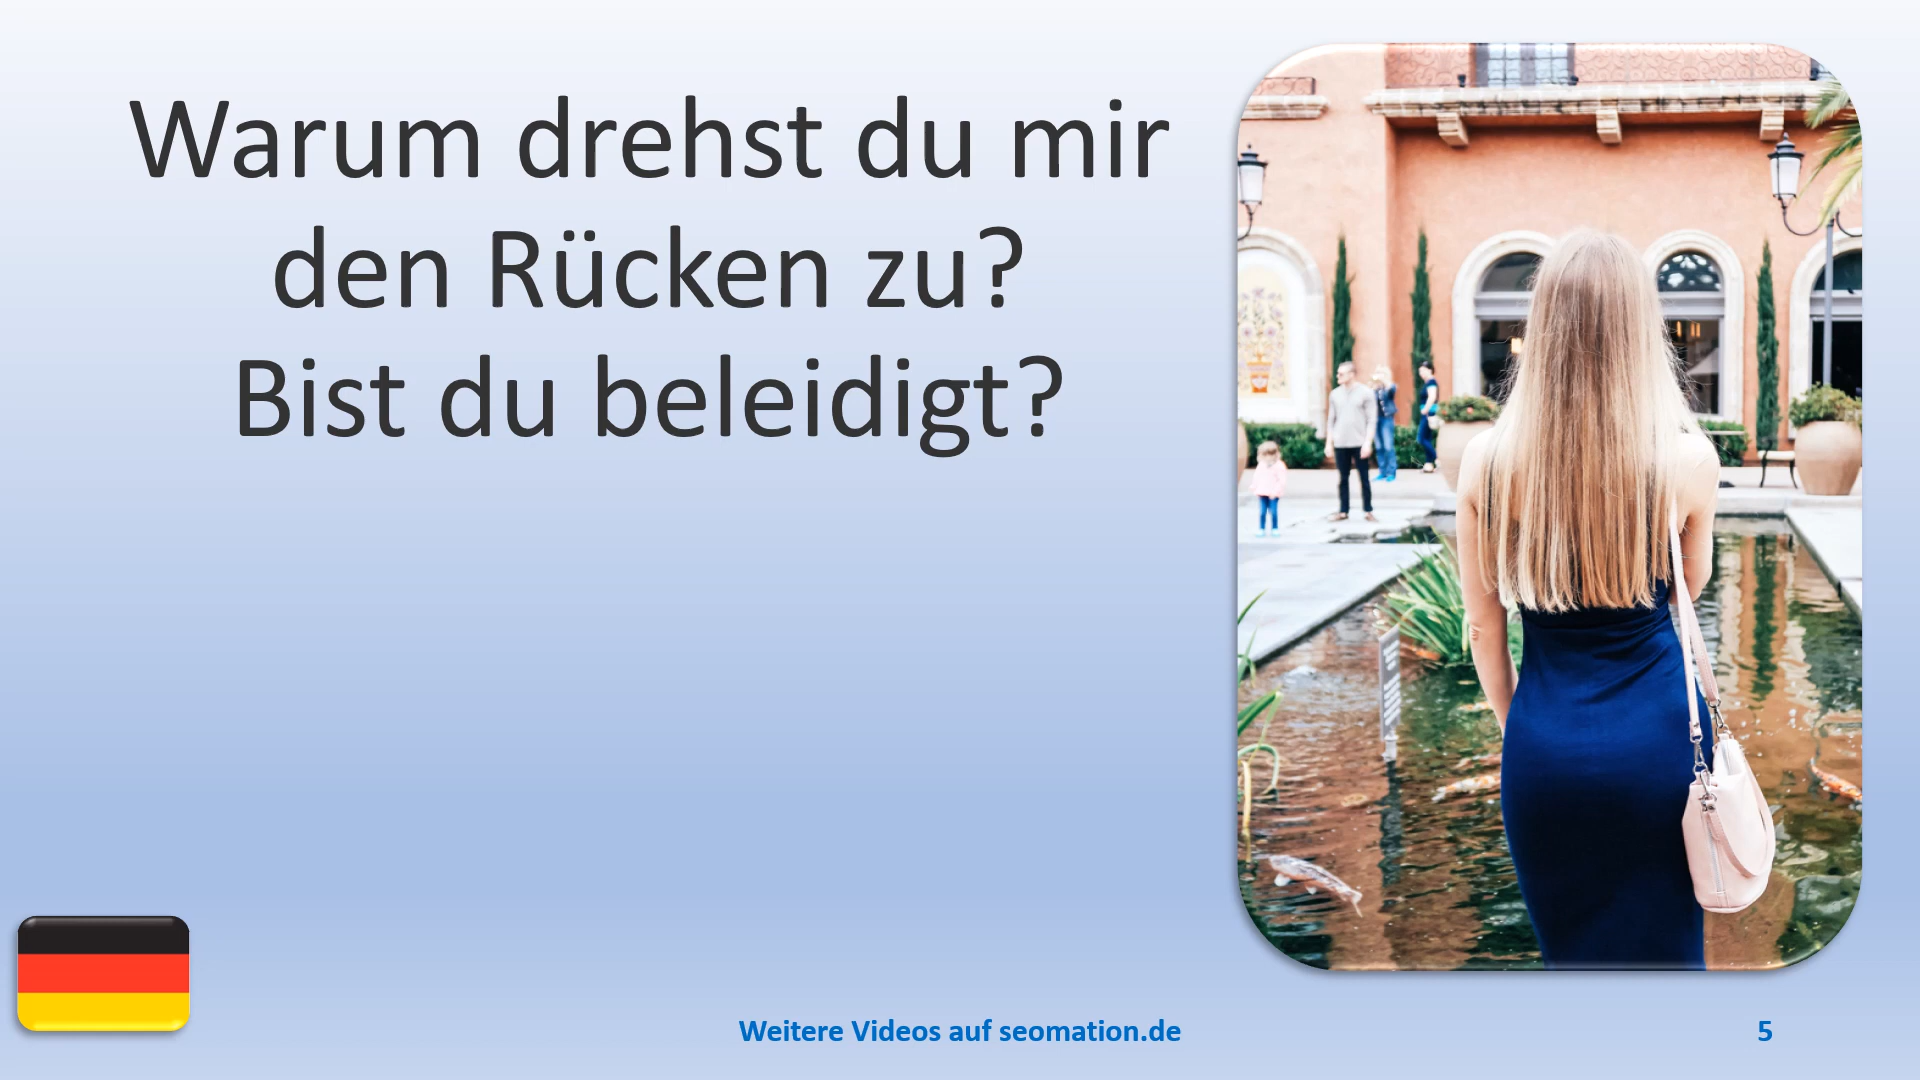 Warum drehst du mir
den Rücken zu?
Bist du beleidigt?
Weitere Videos auf seomation.de
5